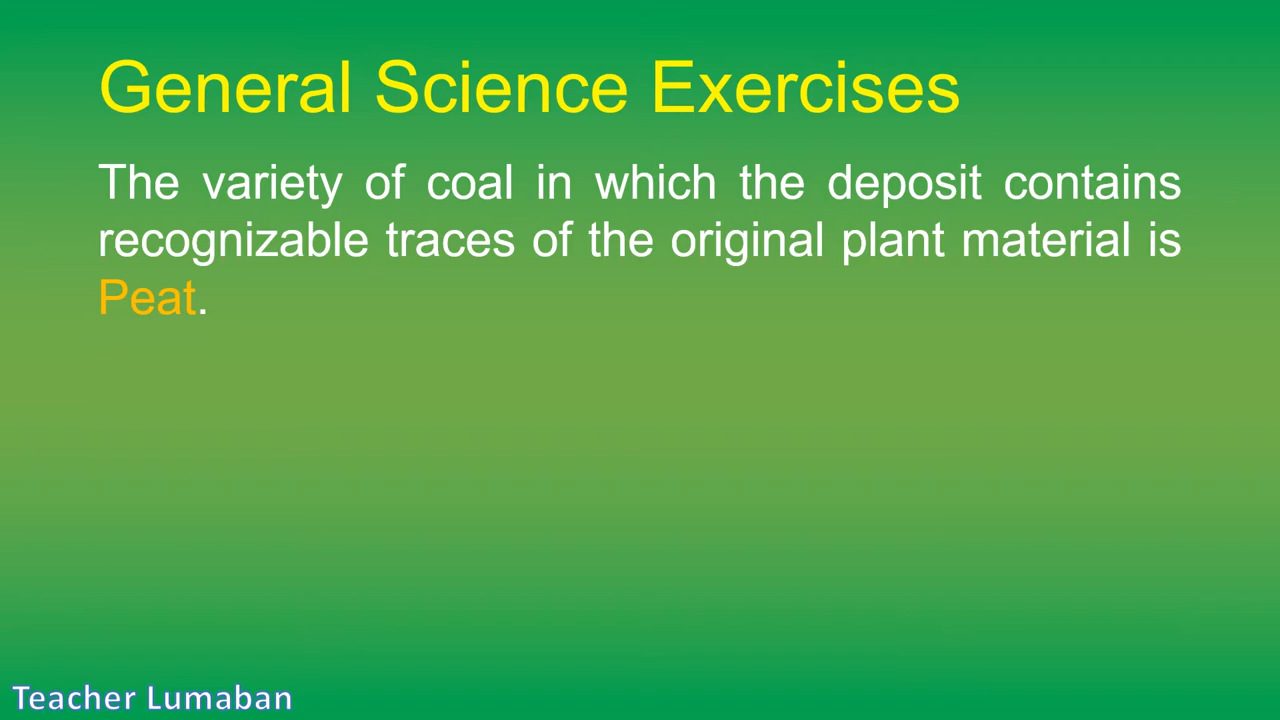 General Science Exercises
The variety of coal in which the deposit contains
recognizable traces of the original plant material is
Peat.
Teacher Lumaban